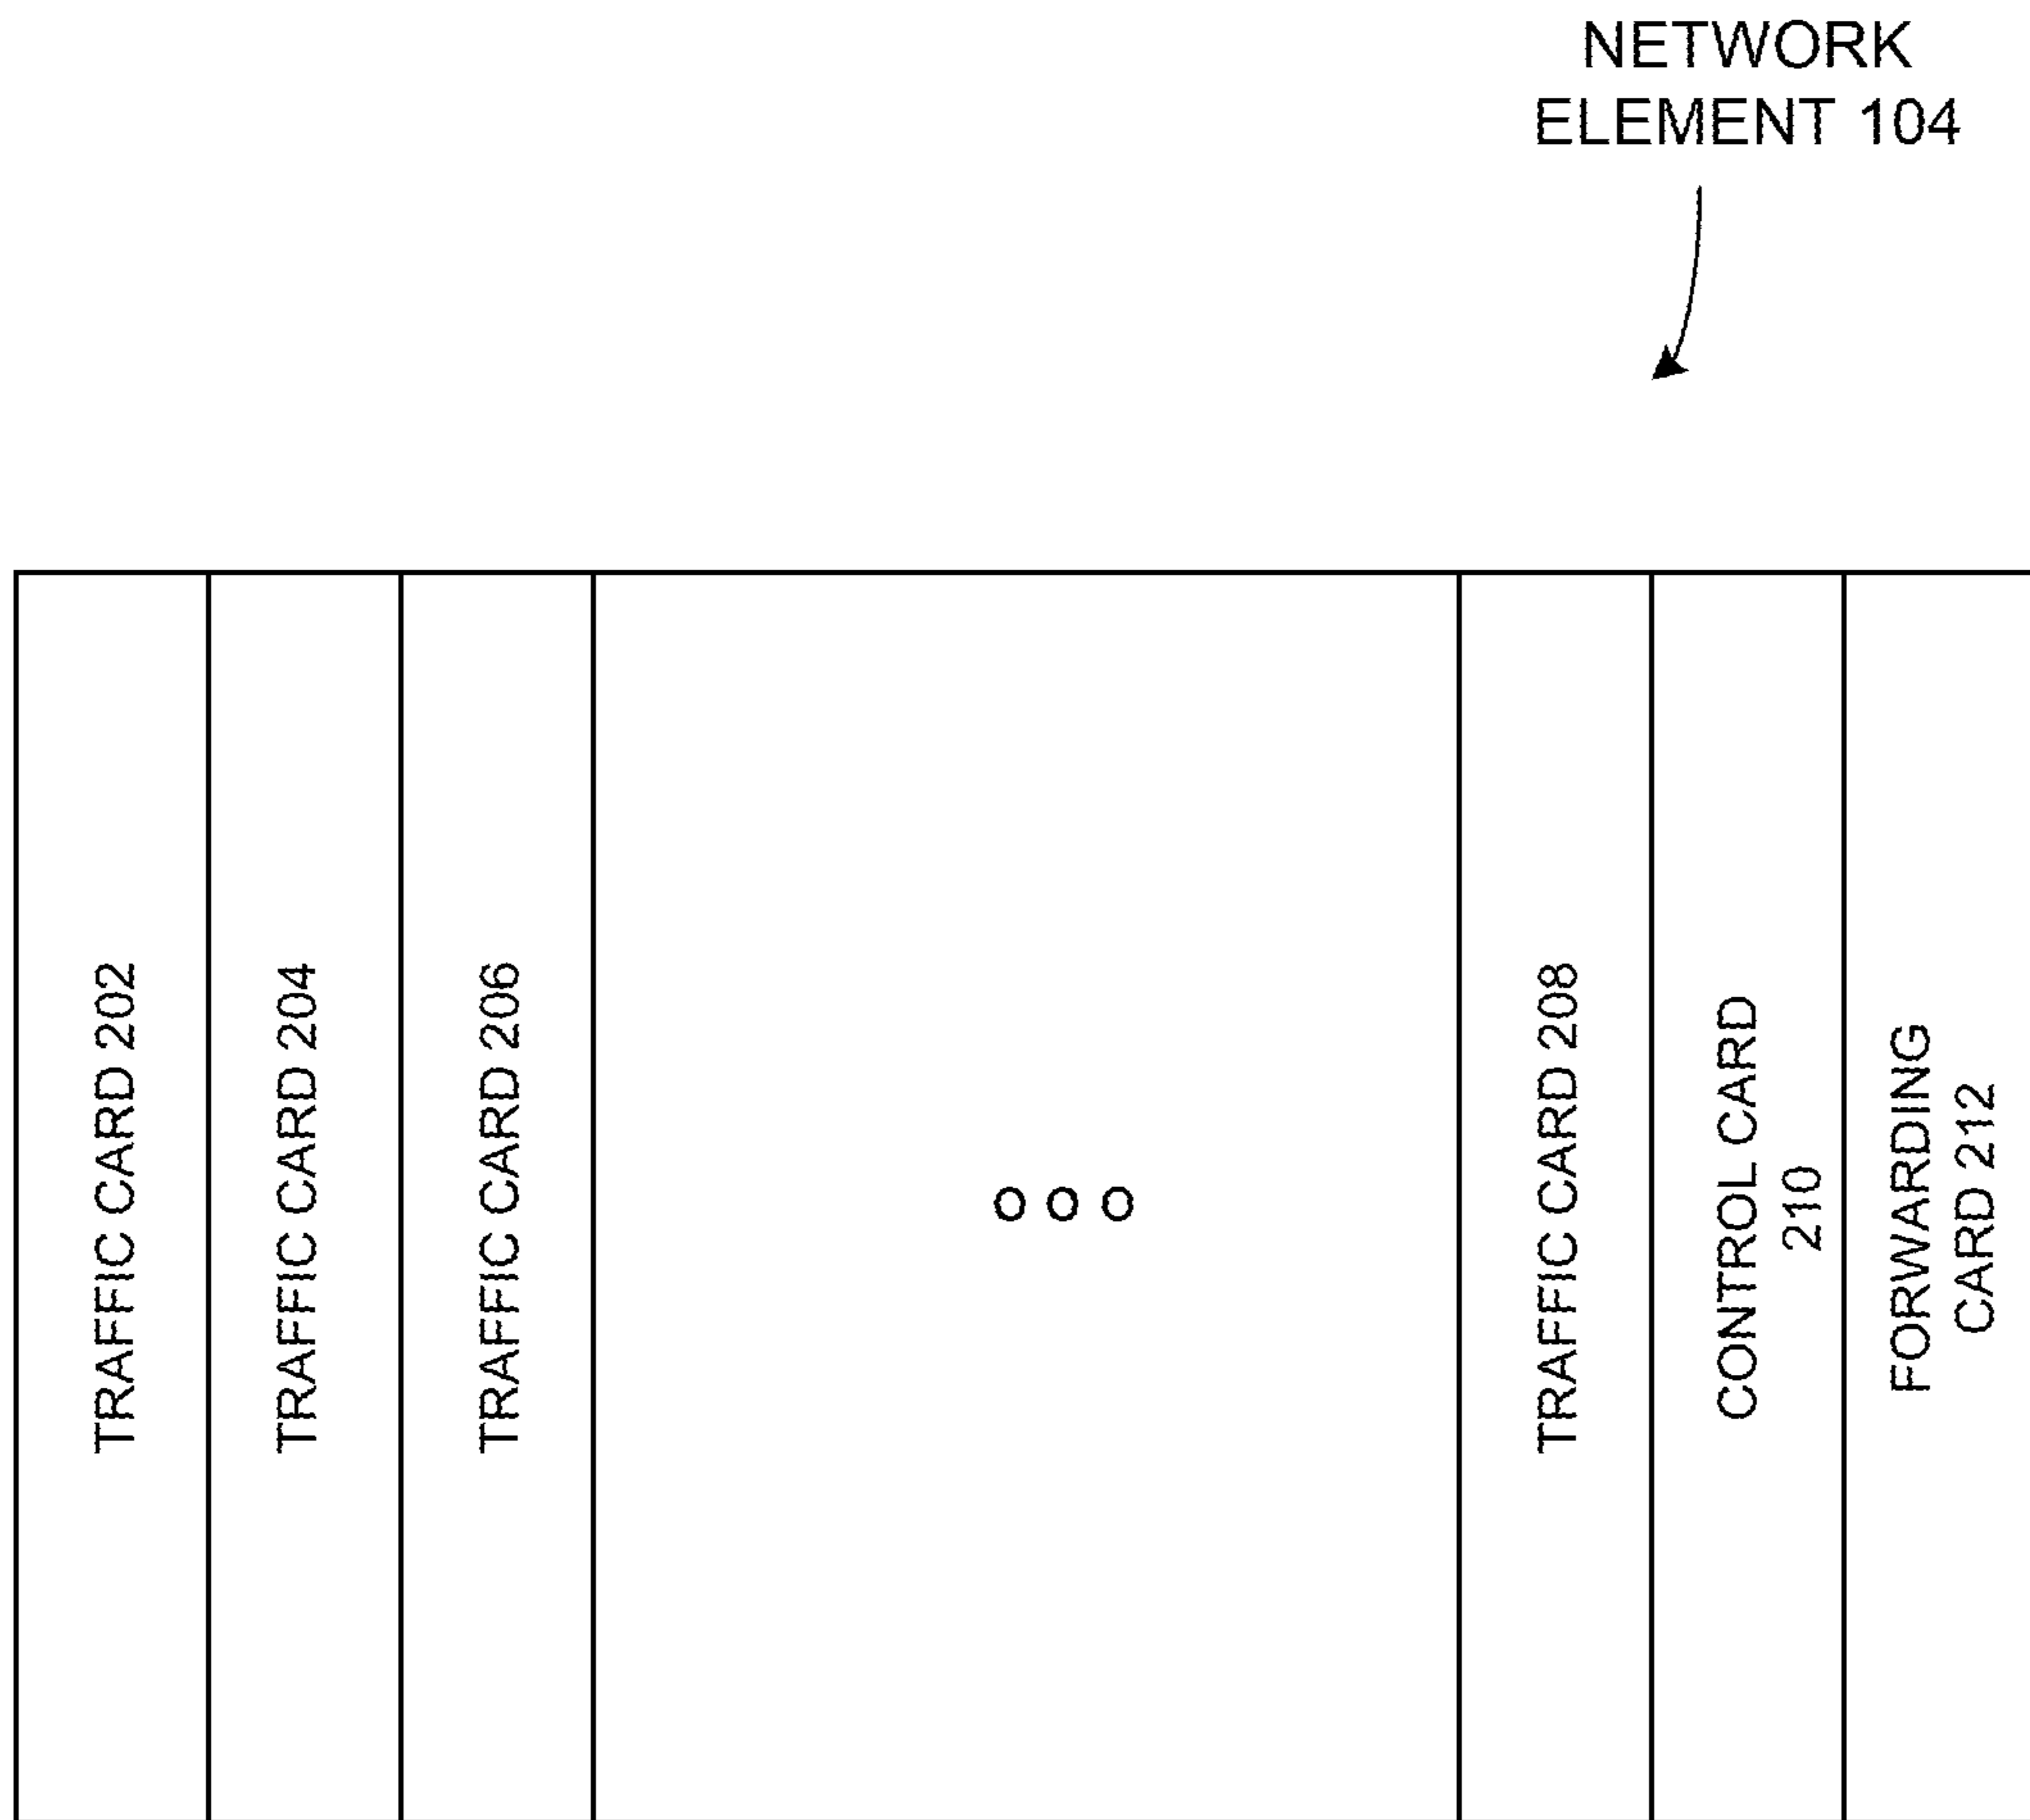 NETWORK
ELEMENT 104
TRAFFIC CARD 202
TRAFFIC CARD 204
TRAFFIC CARD 206
TRAFFIC CARD 208
CONTROL CARD
210
FORWARDING
CARD 212